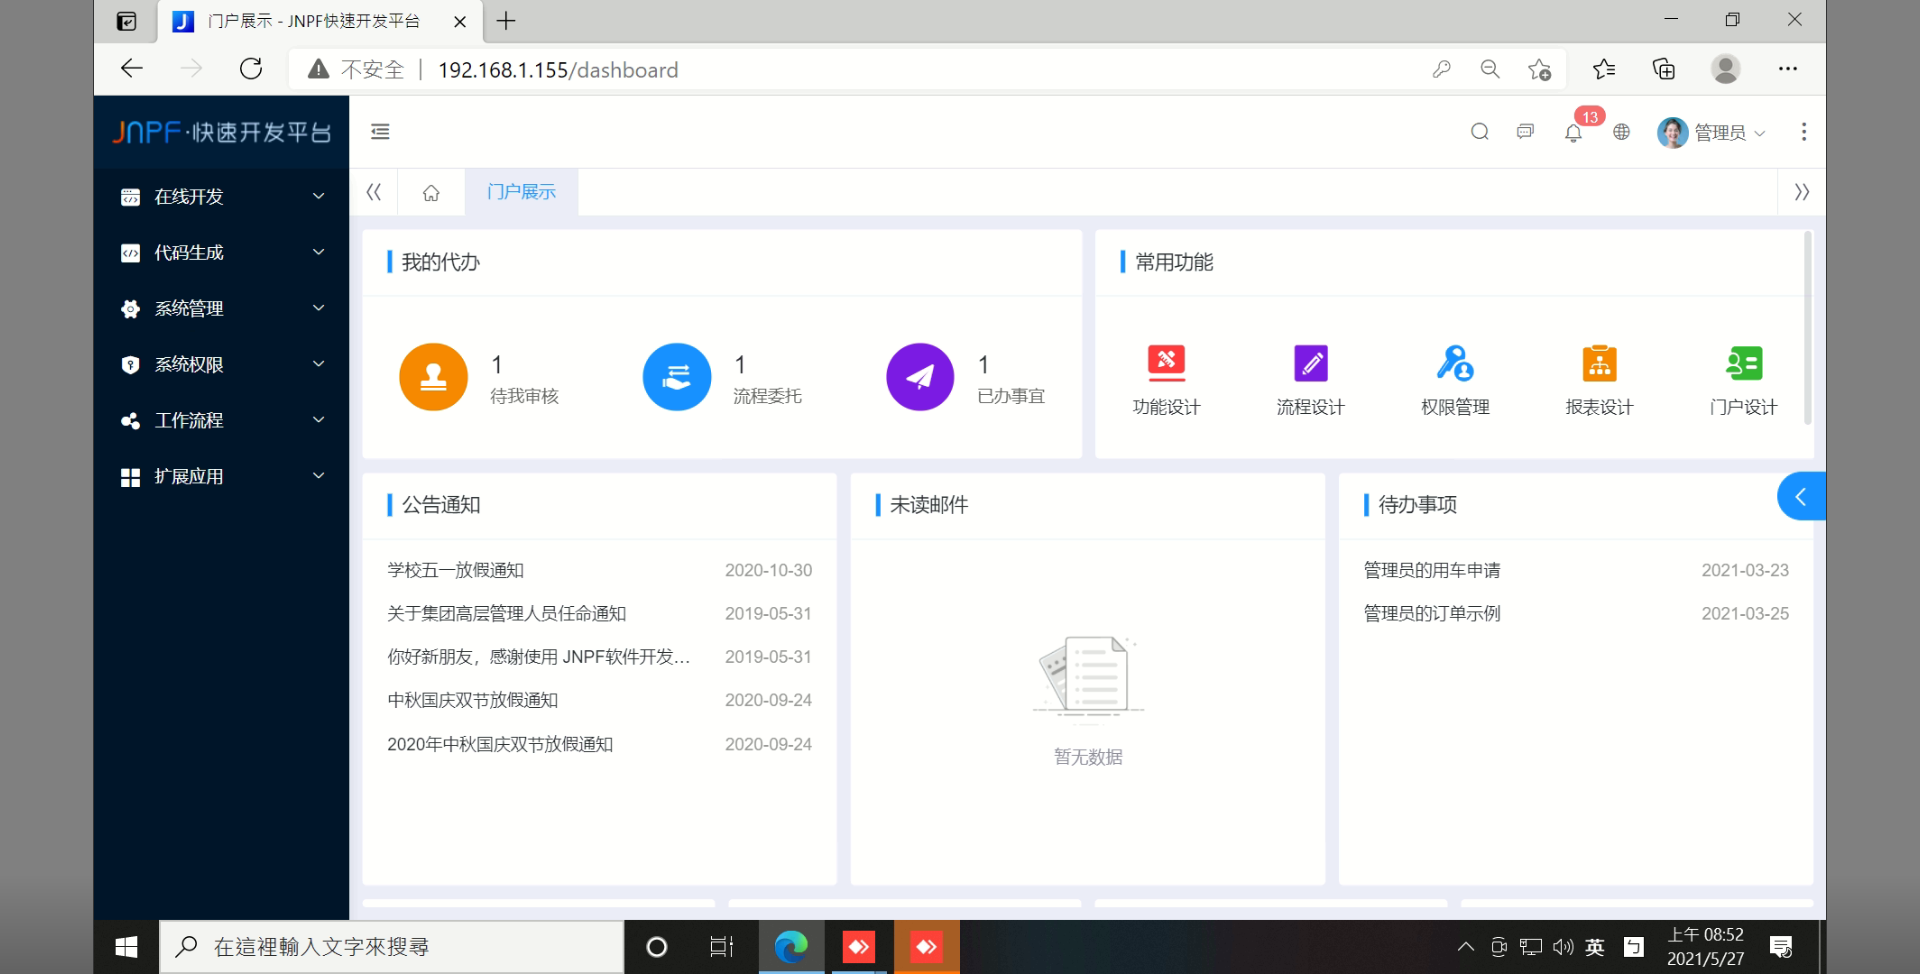 门户展示 - JNPF快速开发平台
不安全 | 192.168.1.155/dashboard
JNPF·快速开发平台
13
管理员
在线开发
代码生成
系统管理
系统权限
工作流程
扩展应用
门户展示
我的代办
1
待我审核
1
流程委托
1
已办事宜
常用功能
功能设计
流程设计
权限管理
报表设计
门户设计
公告通知
学校五一放假通知 2020-10-30
关于集团高层管理人员任命通知 2019-05-31
你好新朋友，感谢使用 JNPF软件开发... 2019-05-31
中秋国庆双节放假通知 2020-09-24
2020年中秋国庆双节放假通知 2020-09-24
未读邮件
暂无数据
待办事项
管理员的用车申请 2021-03-23
管理员的订单示例 2021-03-25
在這裡輸入文字來搜尋
英
ㄅ
上午 08:52
2021/5/27